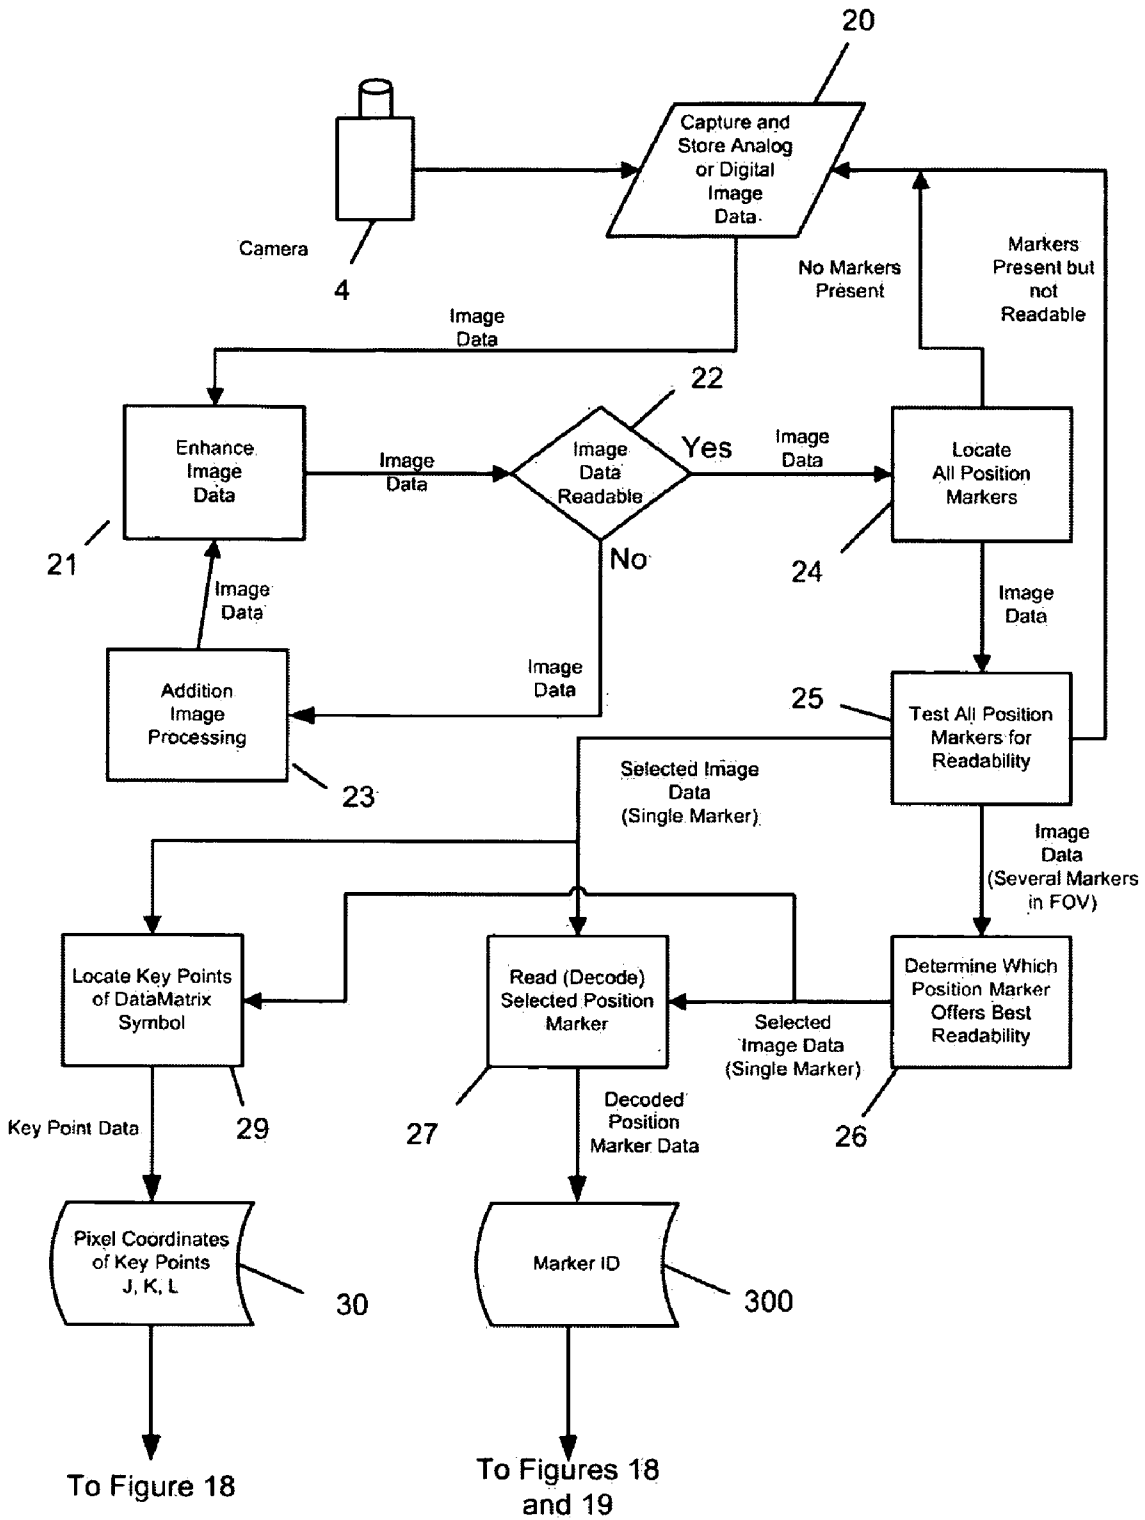 20
Capture and
Store Analog
or Digital
Image
Data
Camera
4
No Markers
Present
Markers
Present but
not
Readable
Image
Data
22
Enhance
Image
Data
Image
Data
Image
Data
Readable
Yes
Image
Data
Locate
All Position
Markers
21
No
24
Image
Data
Image
Data
Addition
Image
Processing
Image
Data
25
Test All Position
Markers for
Readability
23
Selected Image
Data
(Single Marker)
Image
Data
(Several Markers
in FOV)
Locate Key Points
of DataMatrix
Symbol
Read (Decode)
Selected Position
Marker
Determine Which
Position Marker
Offers Best
Readability
Selected
Image Data
(Single Marker)
Key Point Data
29
27
Decoded
Position
Marker Data
26
Pixel Coordinates
of Key Points
J, K, L
30
Marker ID
300
To Figure 18
To Figures 18
and 19